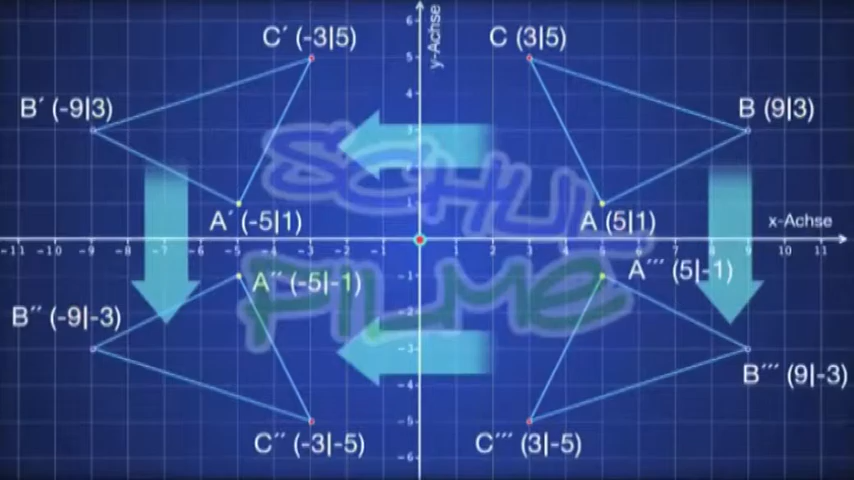 C´ (-3|5)
C (3|5)
y-Achse
6
5
4
3
1
B´ (-9|3)
B (9|3)
A´ (-5|1)
A (5|1)
x-Achse
-11 -10 -9 -8 -7 -6 -5 -4 -3 -2 -1 1 2 3 4 5 6 7 8 9 10 11
A´´ (-5|-1)
A´´´ (5|-1)
-1
B´´ (-9|-3)
-3
B´´´ (9|-3)
-4
-5
-6
C´´ (-3|-5)
C´´´ (3|-5)
SCHUL
FILME